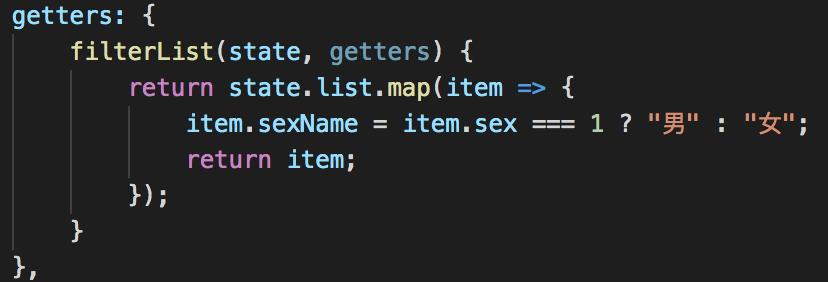 getters: {
    filterList(state, getters) {
        return state.list.map(item => {
            item.sexName = item.sex === 1 ? "男" : "女";
            return item;
        });
    }
},